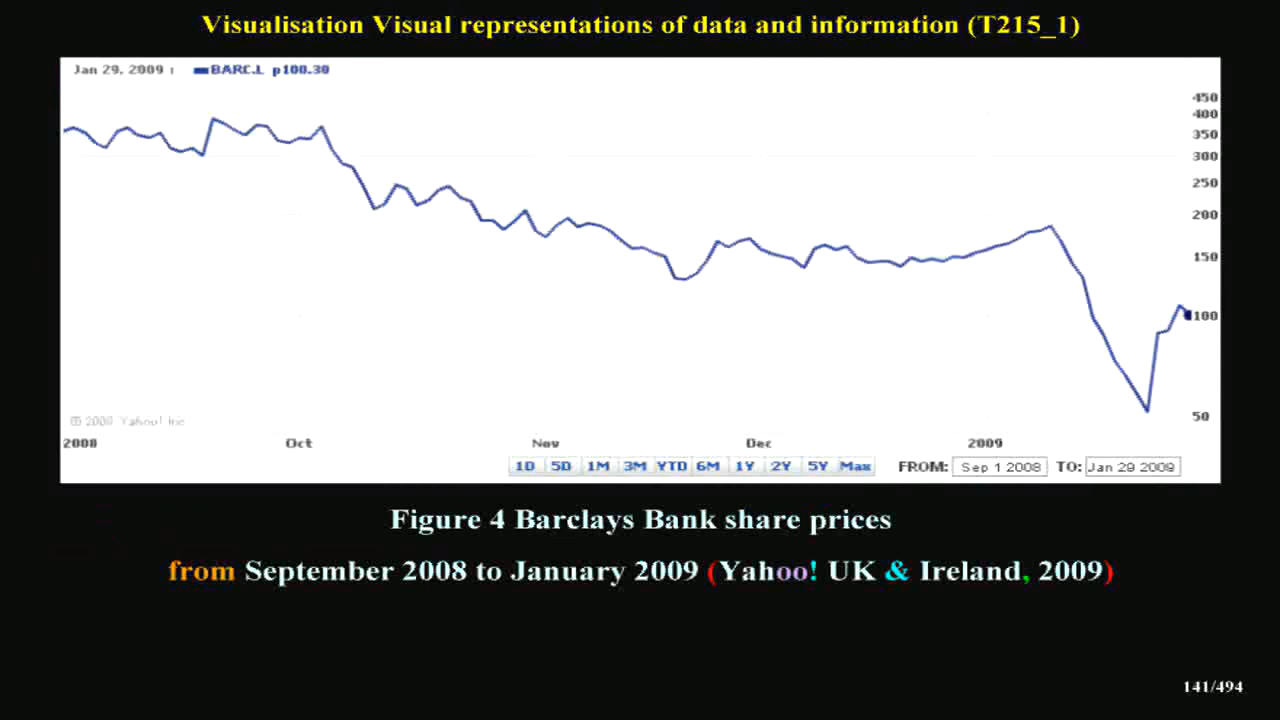 Visualisation Visual representations of data and information (T215_1)
Jan 29, 2009 : BARC.L p100.30
450
400
350
300
250
200
150
100
50
© 2009 Yahoo! Inc
2008 Oct Nov Dec 2009
1D 5D 1M 3M YTD 6M 1Y 2Y 5Y Max FROM: Sep 1 2008 TO: Jan 29 2009
Figure 4 Barclays Bank share prices
from September 2008 to January 2009 (Yahoo! UK & Ireland, 2009)
141/494